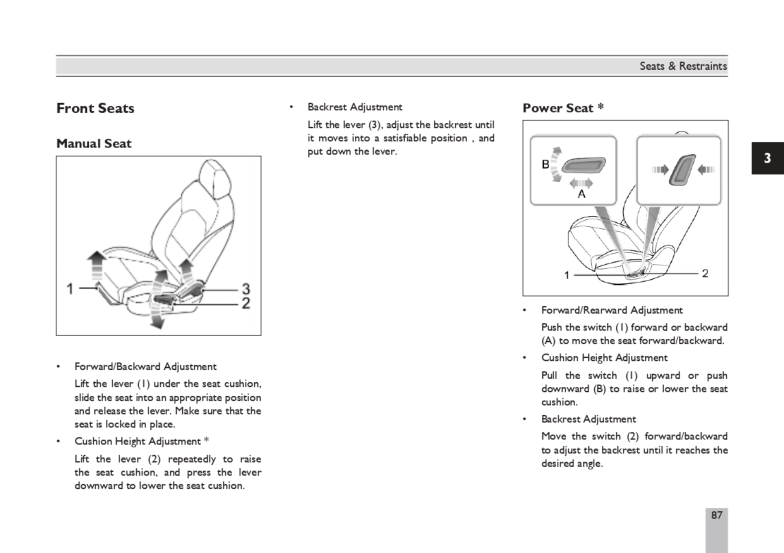 Seats & Restraints
Front Seats
Manual Seat
1
3
2
• Forward/Backward Adjustment
Lift the lever (1) under the seat cushion,
slide the seat into an appropriate position
and release the lever. Make sure that the
seat is locked in place.
• Cushion Height Adjustment *
Lift the lever (2) repeatedly to raise
the seat cushion, and press the lever
downward to lower the seat cushion.
• Backrest Adjustment
Lift the lever (3), adjust the backrest until
it moves into a satisfiable position , and
put down the lever.
Power Seat *
B
A
1
2
• Forward/Rearward Adjustment
Push the switch (1) forward or backward
(A) to move the seat forward/backward.
• Cushion Height Adjustment
Pull the switch (1) upward or push
downward (B) to raise or lower the seat
cushion.
• Backrest Adjustment
Move the switch (2) forward/backward
to adjust the backrest until it reaches the
desired angle.
3
87